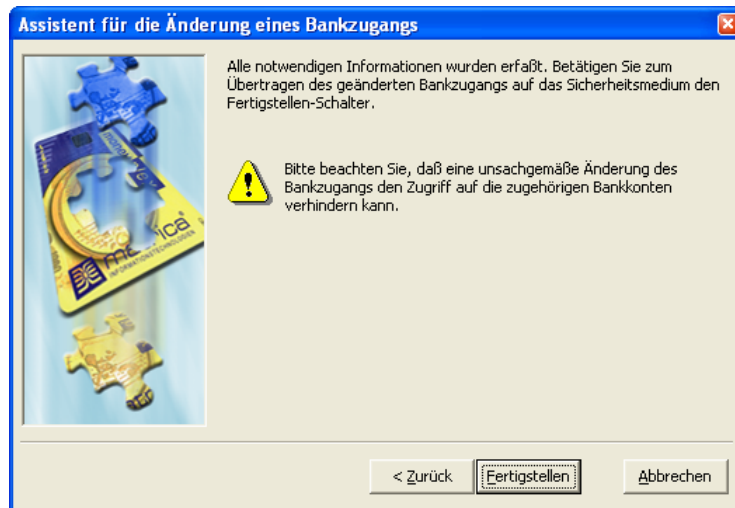 Assistent für die Änderung eines Bankzugangs
Alle notwendigen Informationen wurden erfaßt. Betätigen Sie zum
Übertragen des geänderten Bankzugangs auf das Sicherheitsmedium den
Fertigstellen-Schalter.
Bitte beachten Sie, daß eine unsachgemäße Änderung des
Bankzugangs den Zugriff auf die zugehörigen Bankkonten
verhindern kann.
INFORMATIONSTECHNOLOGIEN
< Zurück
Fertigstellen
Abbrechen